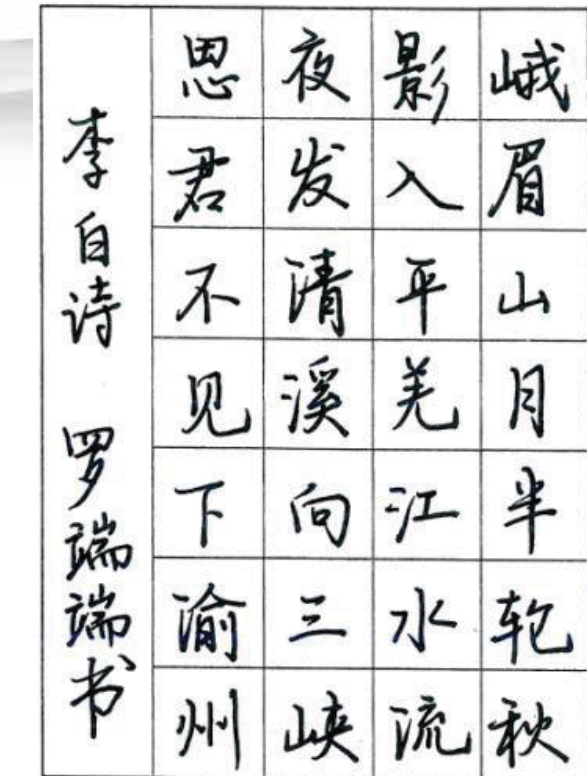 峨眉山月半轮秋
影入平羌江水流
夜发清溪向三峡
思君不见下渝州
李白诗 罗端端书